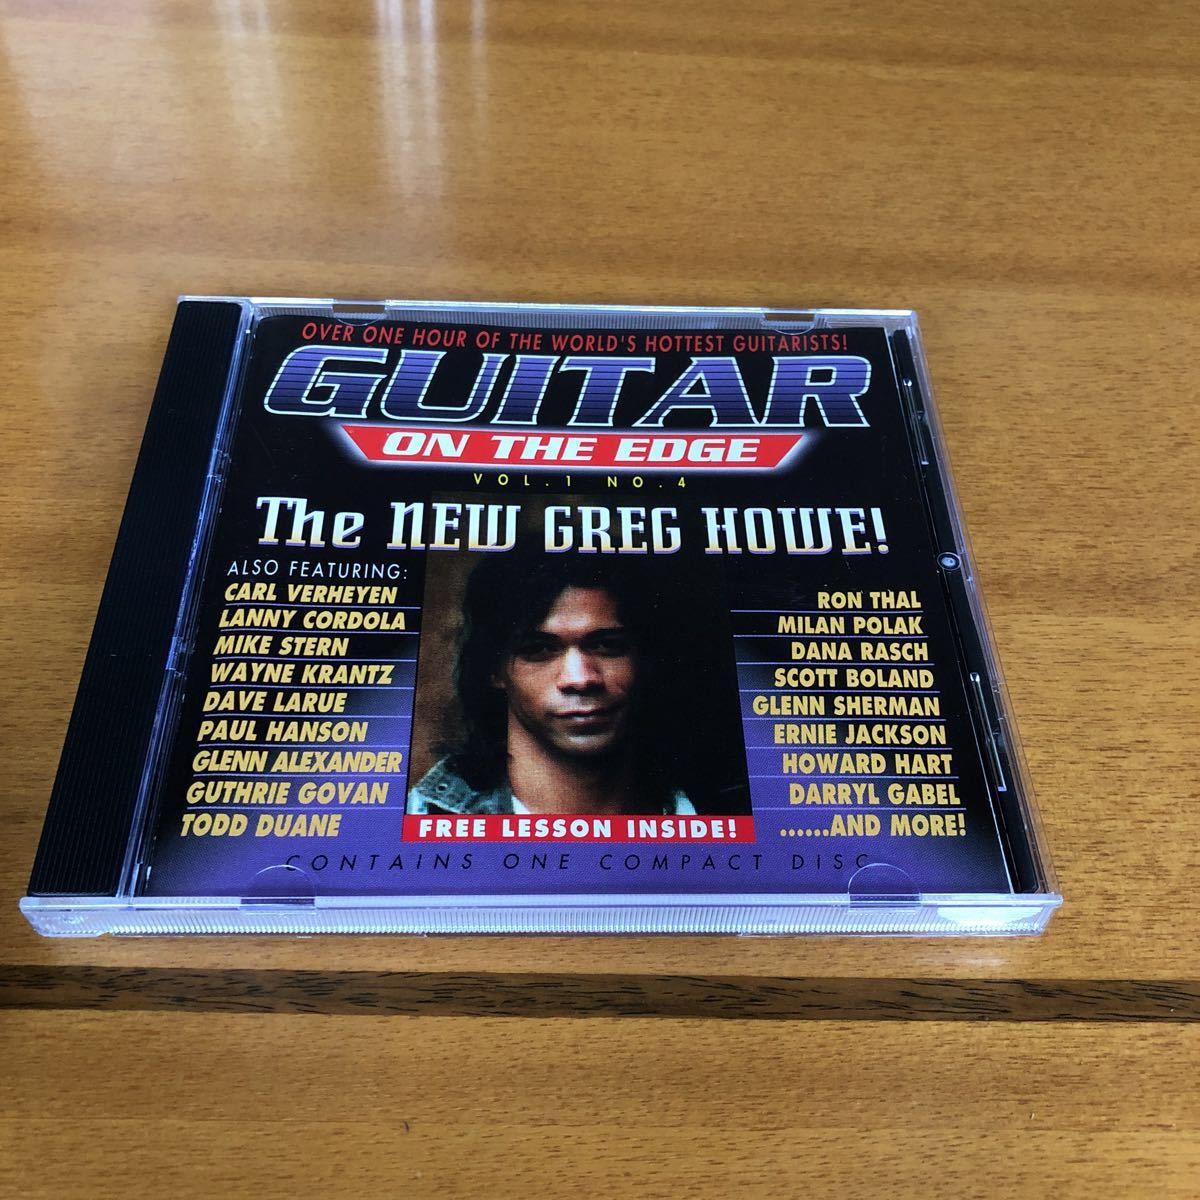 OVER ONE HOUR OF THE WORLD'S HOTTEST GUITARISTS!
GUITAR
ON THE EDGE
VOL.1 NO.4
The NEW GREG HOWE!
ALSO FEATURING:
CARL VERHEYEN
LANNY CORDOLA
MIKE STERN
WAYNE KRANTZ
DAVE LARUE
PAUL HANSON
GLENN ALEXANDER
GUTHRIE GOVAN
TODD DUANE
RON THAL
MILAN POLAK
DANA RASCH
SCOTT BOLAND
GLENN SHERMAN
ERNIE JACKSON
HOWARD HART
DARRYL GABEL
......AND MORE!
FREE LESSON INSIDE!
CONTAINS ONE COMPACT DISC